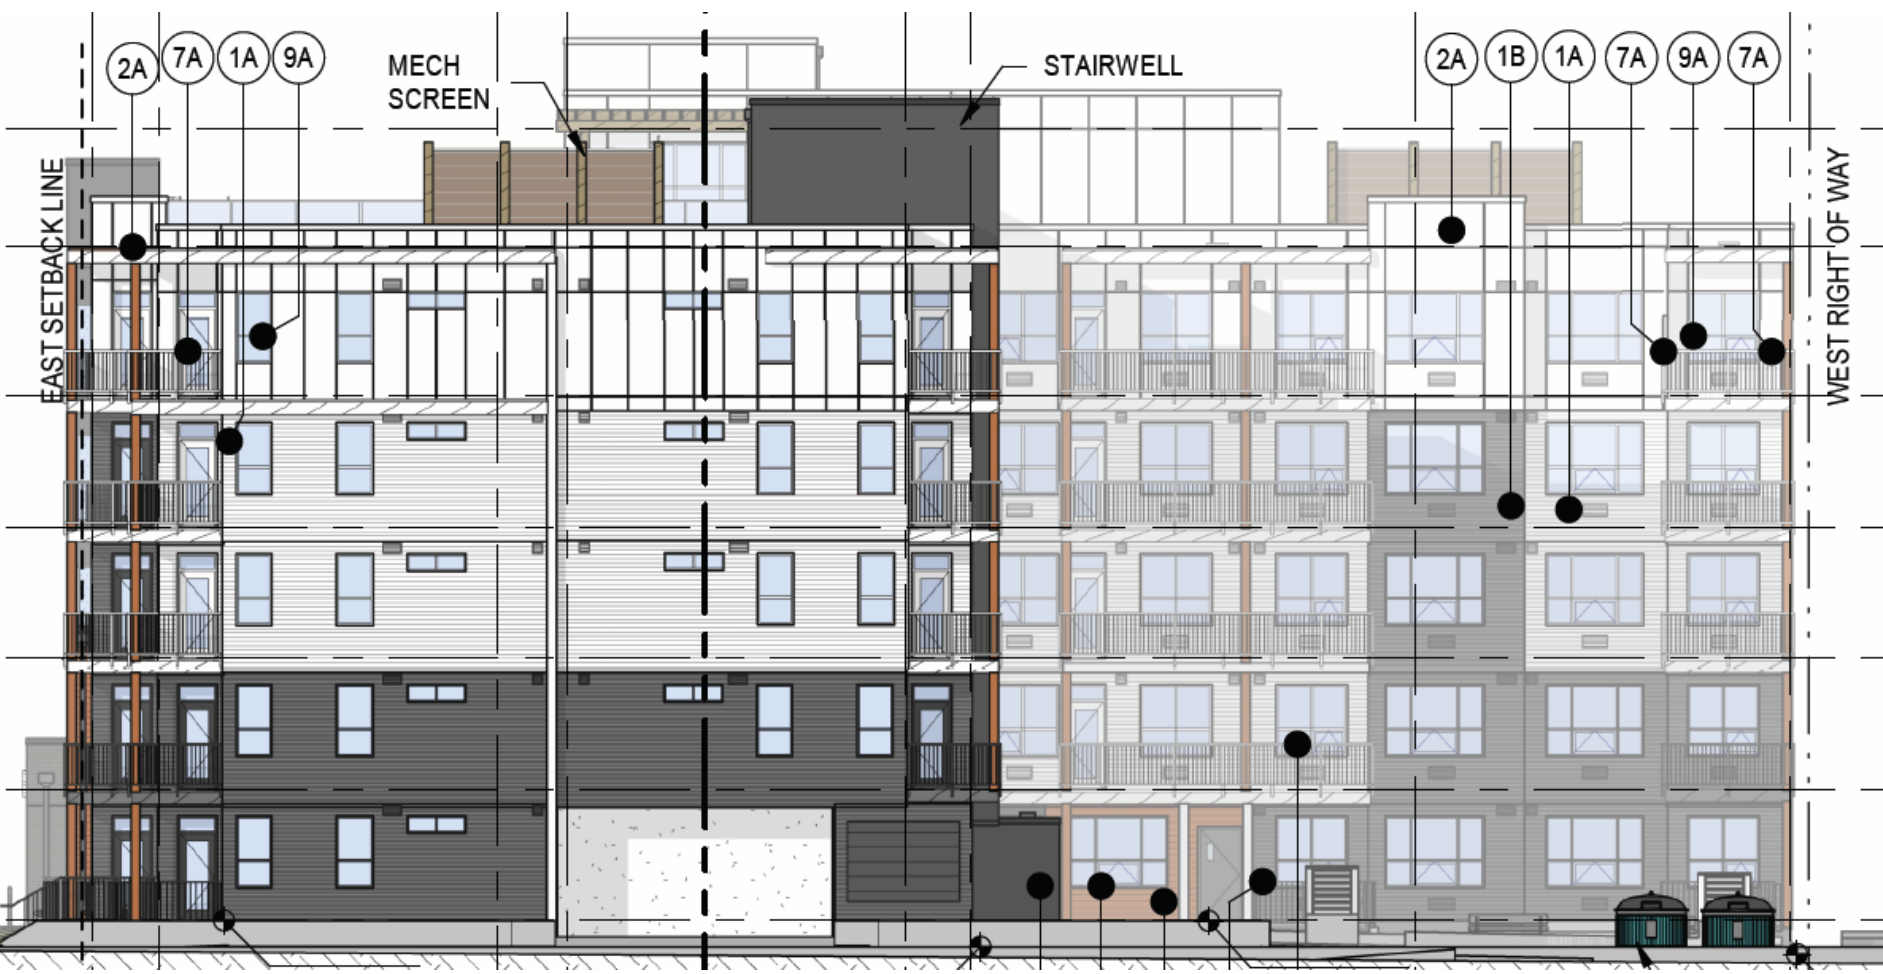 2A 7A 1A 9A
MECH
SCREEN
STAIRWELL
2A 1B 1A 7A 9A 7A
EAST SETBACK LINE
WEST RIGHT OF WAY